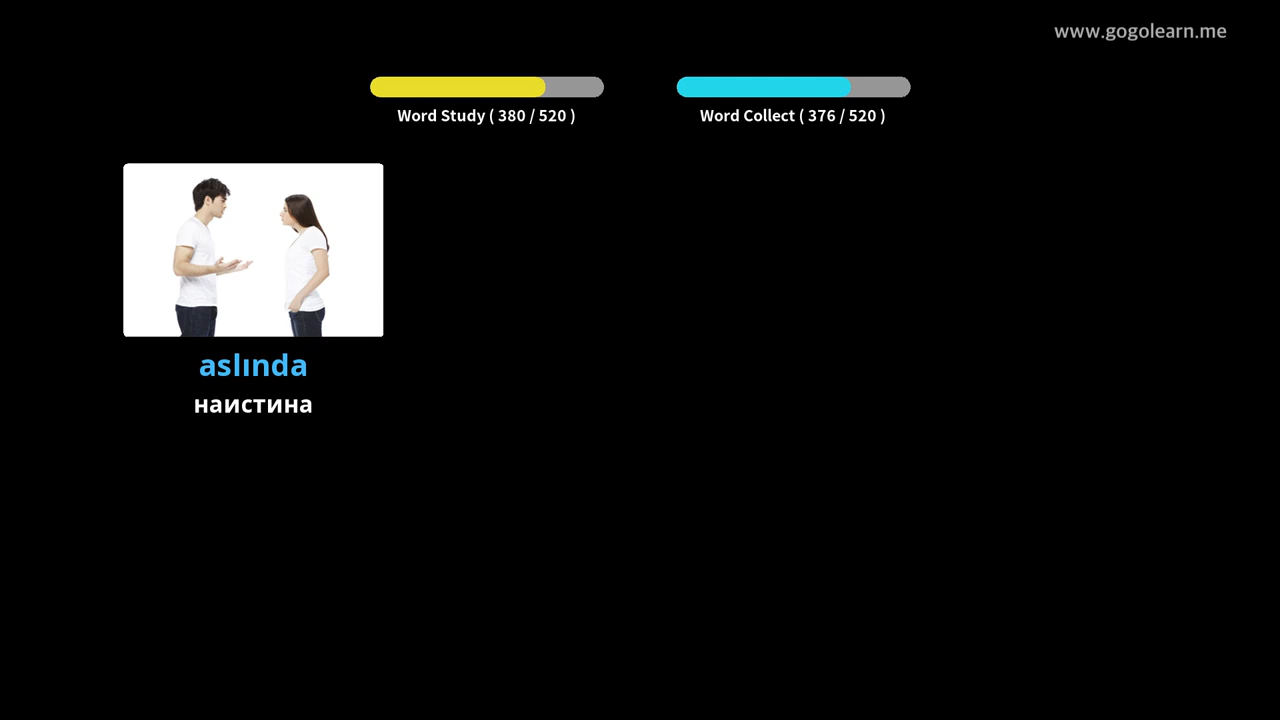 www.gogolearn.me
Word Study ( 380 / 520 )
Word Collect ( 376 / 520 )
aslında
наистина